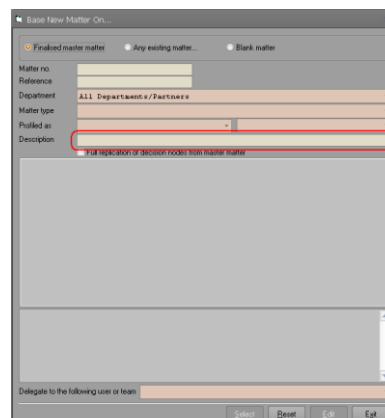 Base New Matter On...
Finalised master matter Any existing matter... Blank matter
Matter no.
Reference
Department All Departments/Partners
Matter type
Profiled as
Description
Full replication of decision nodes from master matter
Delegate to the following user or team
Select Reset Edit Exit